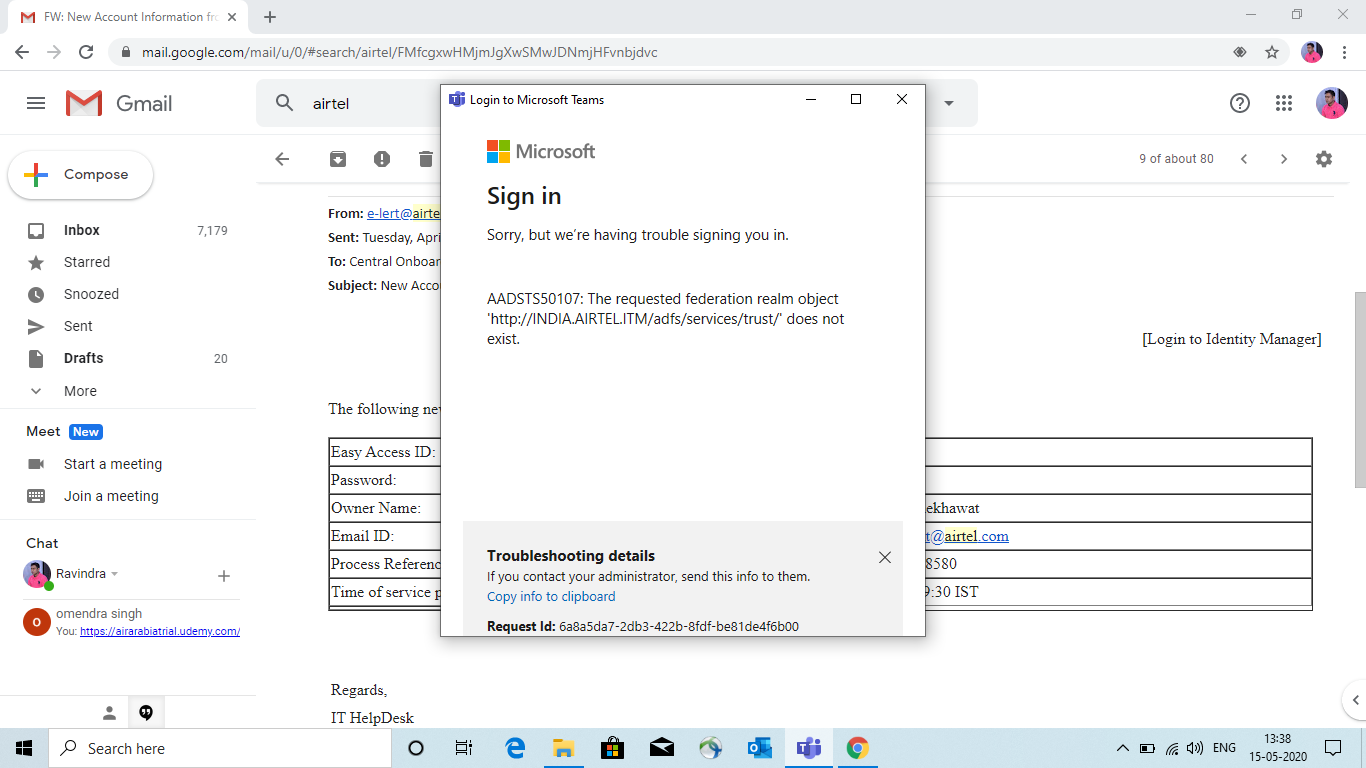 FW: New Account Information fr
mail.google.com/mail/u/0/#search/airtel/FMfcgxwHMjmJgXwSMwJDNmjHFvnbjdvc
Gmail
airtel
Compose
9 of about 80
Inbox 7,179
Starred
Snoozed
Sent
Drafts 20
More
Meet New
Start a meeting
Join a meeting
Chat
Ravindra
omendra singh
You: https://airarabiatrial.udemy.com/
From: e-lert@airte
Sent: Tuesday, Apri
To: Central Onboar
Subject: New Acco
[Login to Identity Manager]
The following ne
Easy Access ID:
Password:
Owner Name: ekhawat
Email ID: t@airtel.com
Process Referenc 8580
Time of service p 9:30 IST
Regards,
IT HelpDesk
Login to Microsoft Teams
Microsoft
Sign in
Sorry, but we're having trouble signing you in.
AADSTS50107: The requested federation realm object
'http://INDIA.AIRTEL.ITM/adfs/services/trust/' does not
exist.
Troubleshooting details
If you contact your administrator, send this info to them.
Copy info to clipboard
Request Id: 6a8a5da7-2db3-422b-8fdf-be81de4f6b00
Search here
ENG
13:38
15-05-2020